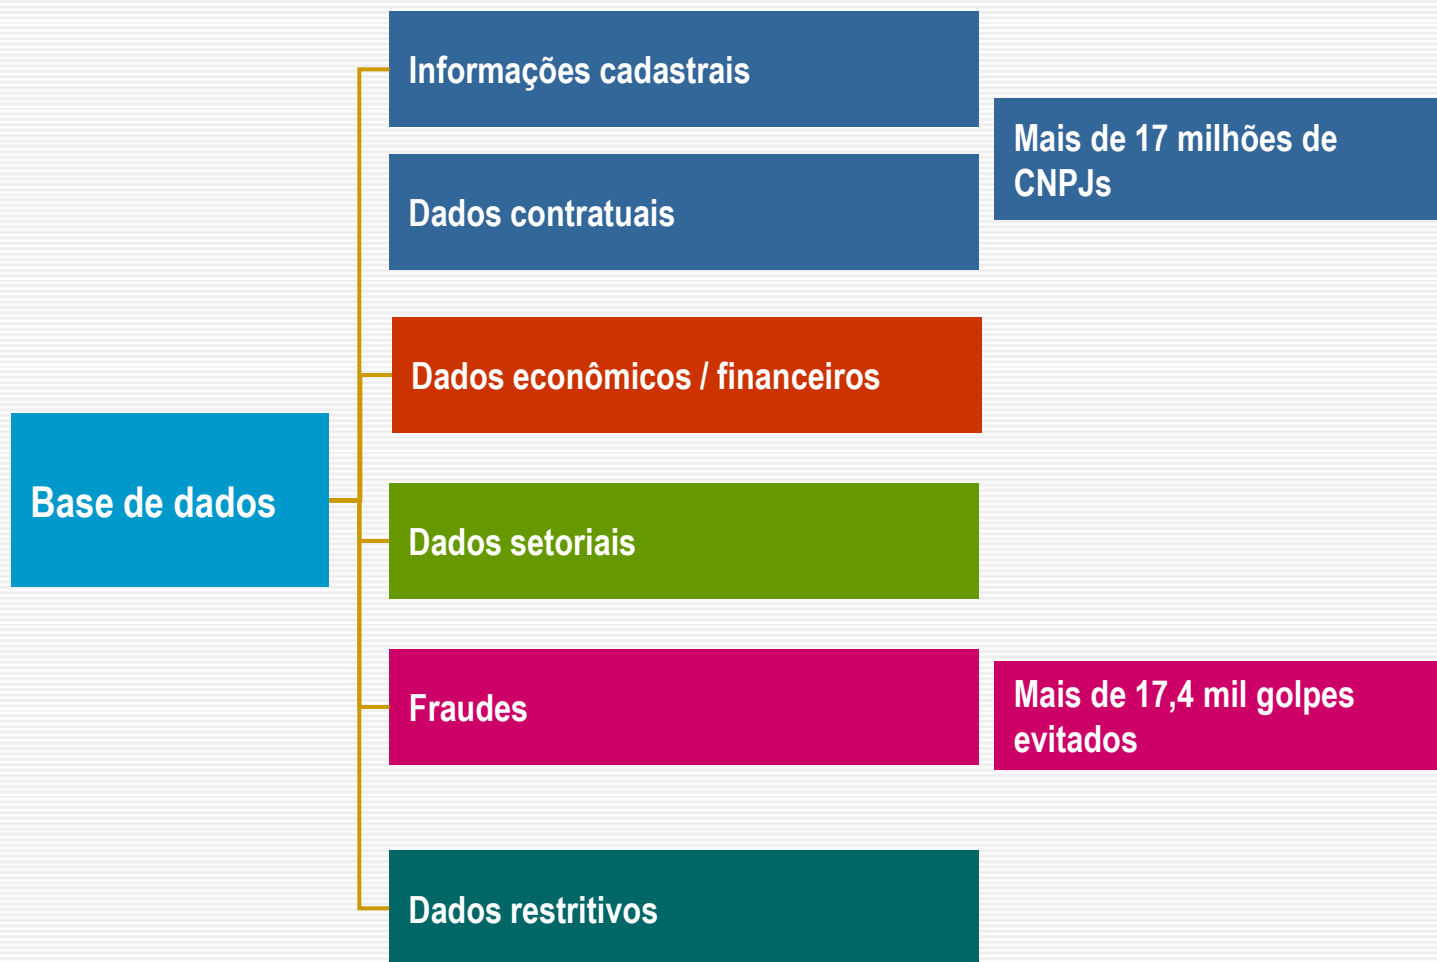 Informações cadastrais
Mais de 17 milhões de
CNPJs
Dados contratuais
Dados econômicos / financeiros
Base de dados
Dados setoriais
Fraudes
Mais de 17,4 mil golpes
evitados
Dados restritivos